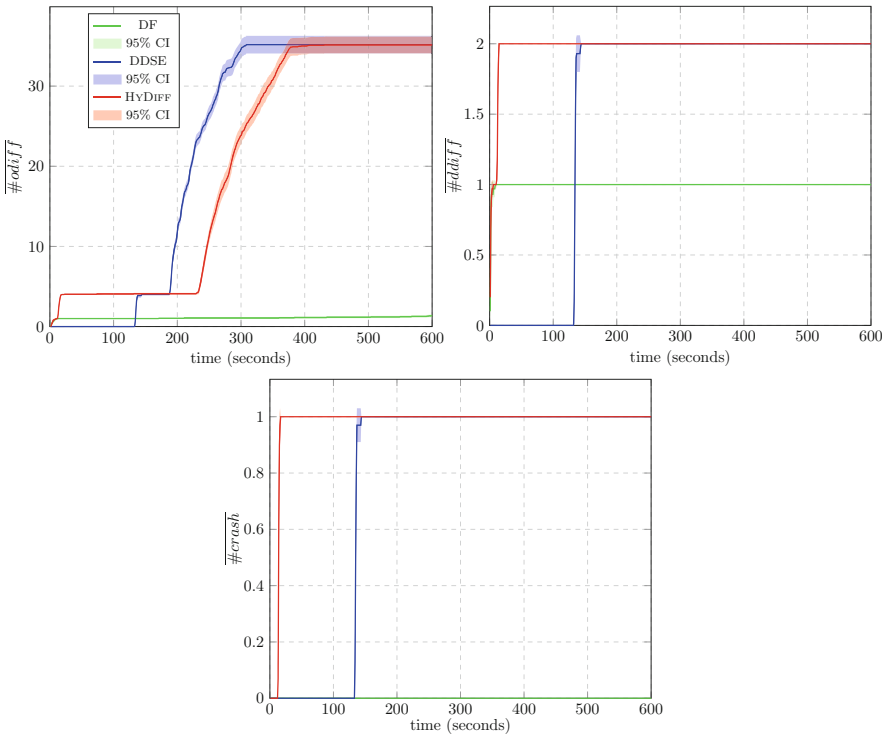 DF
95% CI
DDSE
95% CI
HYDIFF
95% CI
#odiff
0
10
20
30
0 100 200 300 400 500 600
time (seconds)
#ddiff
0
0.5
1
1.5
2
0 100 200 300 400 500 600
time (seconds)
#crash
0
0.2
0.4
0.6
0.8
1
0 100 200 300 400 500 600
time (seconds)